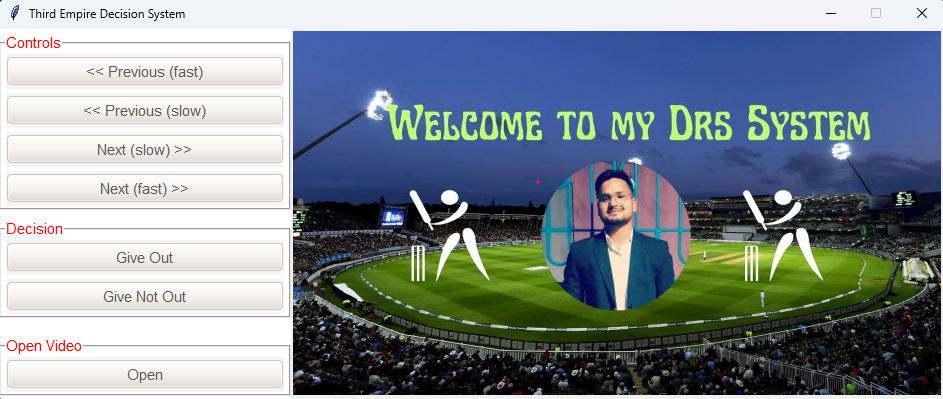 Third Empire Decision System
Controls
<< Previous (fast)
<< Previous (slow)
Next (slow) >>
Next (fast) >>
Decision
Give Out
Give Not Out
Open Video
Open
Welcome to my Drs System